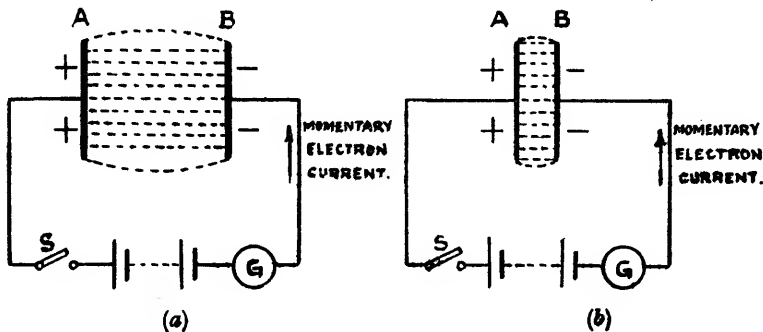 A B
+ −
+ −
MOMENTARY
ELECTRON
CURRENT.
S G
(a)
A B
+ −
+ −
MOMENTARY
ELECTRON
CURRENT.
S G
(b)